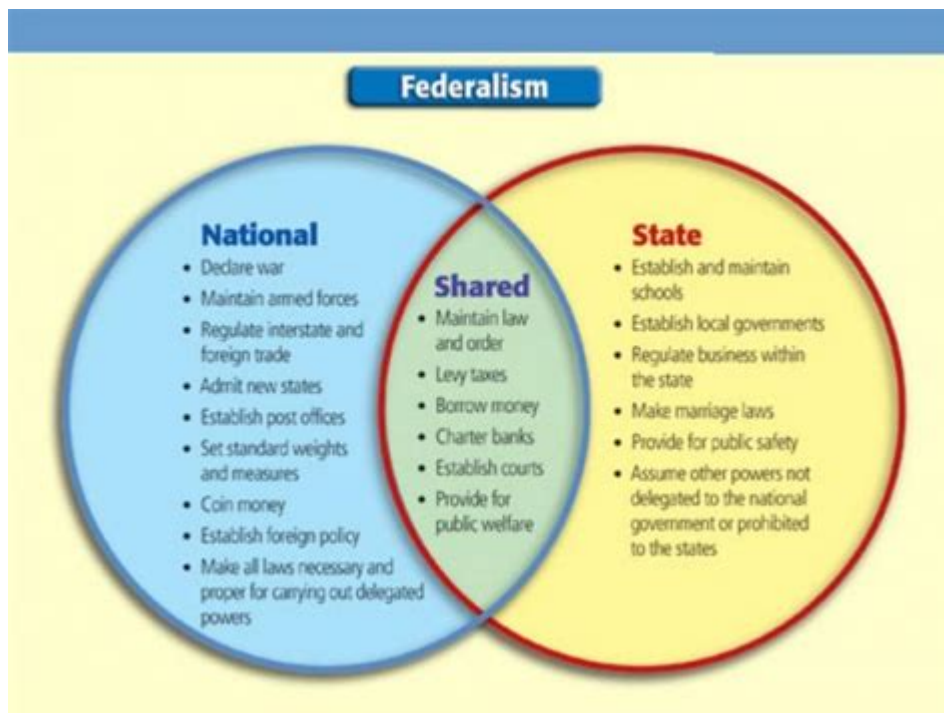 Federalism
National
• Declare war
• Maintain armed forces
• Regulate interstate and
foreign trade
• Admit new states
• Establish post offices
• Set standard weights
and measures
• Coin money
• Establish foreign policy
• Make all laws necessary and
proper for carrying out delegated
powers
Shared
• Maintain law
and order
• Levy taxes
• Borrow money
• Charter banks
• Establish courts
• Provide for
public welfare
State
• Establish and maintain
schools
• Establish local governments
• Regulate business within
the state
• Make marriage laws
• Provide for public safety
• Assume other powers not
delegated to the national
government or prohibited
to the states